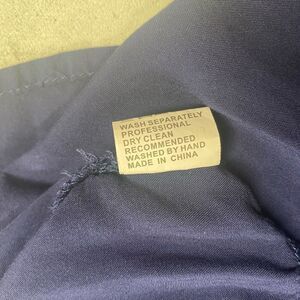 WASH SEPARATELY
PROFESSIONAL
DRY CLEAN
RECOMMENDED
WASHED BY HAND
MADE IN CHINA